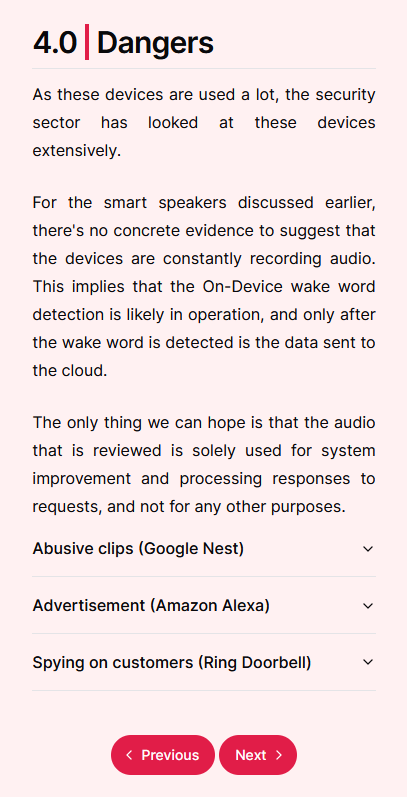 4.0 | Dangers
As these devices are used a lot, the security
sector has looked at these devices
extensively.
For the smart speakers discussed earlier,
there's no concrete evidence to suggest that
the devices are constantly recording audio.
This implies that the On-Device wake word
detection is likely in operation, and only after
the wake word is detected is the data sent to
the cloud.
The only thing we can hope is that the audio
that is reviewed is solely used for system
improvement and processing responses to
requests, and not for any other purposes.
Abusive clips (Google Nest)
Advertisement (Amazon Alexa)
Spying on customers (Ring Doorbell)
Previous Next